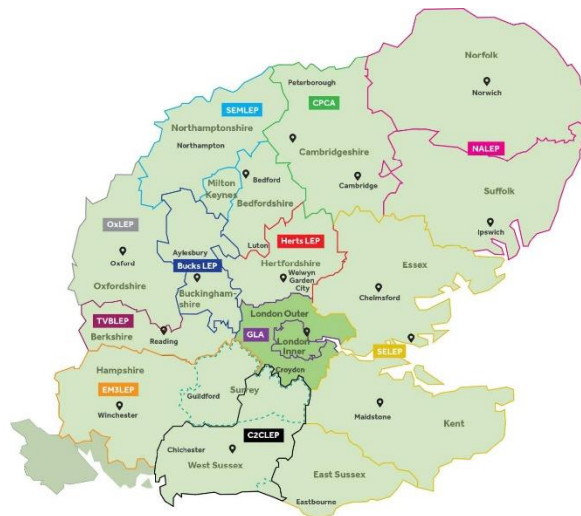 Norfolk
Norwich
Peterborough
CPCA
SEMLEP
Northamptonshire
Northampton
Cambridgeshire
Cambridge
NALEP
Suffolk
Ipswich
Milton
Keynes
Bedford
Bedfordshire
OxLEP
Oxfurd
Oxfordshire
Aylesbury
Bucks LEP
Buckingham
shire
Luton
Herts LEP
Hertfordshire
Welwyn
Garden
City
Essex
Chelmsford
TVBLEP
Berkshire
Reading
London Outer
GLA
London
Inner
Croydon
SELEP
Hampshire
EM3LEP
Winchester
Surrey
Guildford
Maidstone
Kent
C2CLEP
Chichester
West Sussex
East Sussex
Eastbourne